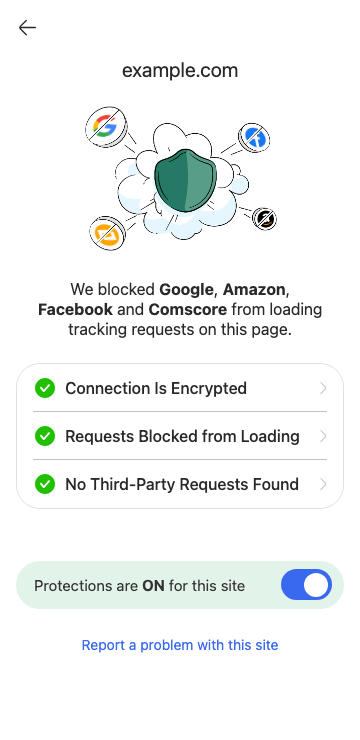 example.com
We blocked Google, Amazon,
Facebook and Comscore from loading
tracking requests on this page.
Connection Is Encrypted
Requests Blocked from Loading
No Third-Party Requests Found
Protections are ON for this site
Report a problem with this site